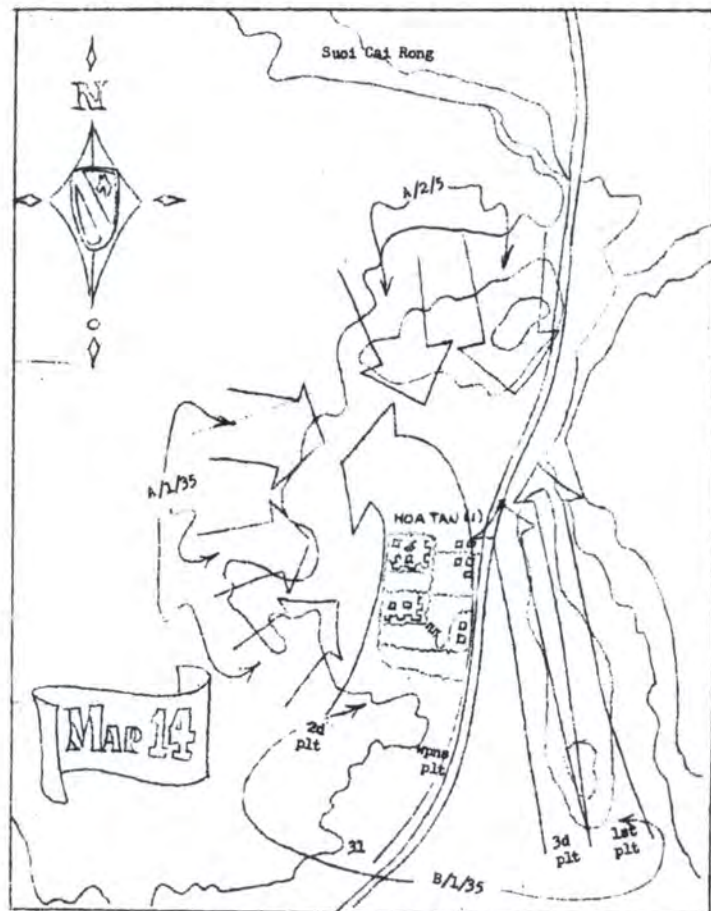 Suoi Cai Rong
N
A/2/5
A/1/35
HOA TAN (1)
MAP 14
2d
plt
wpns
plt
31
3d
plt
1st
plt
B/1/35